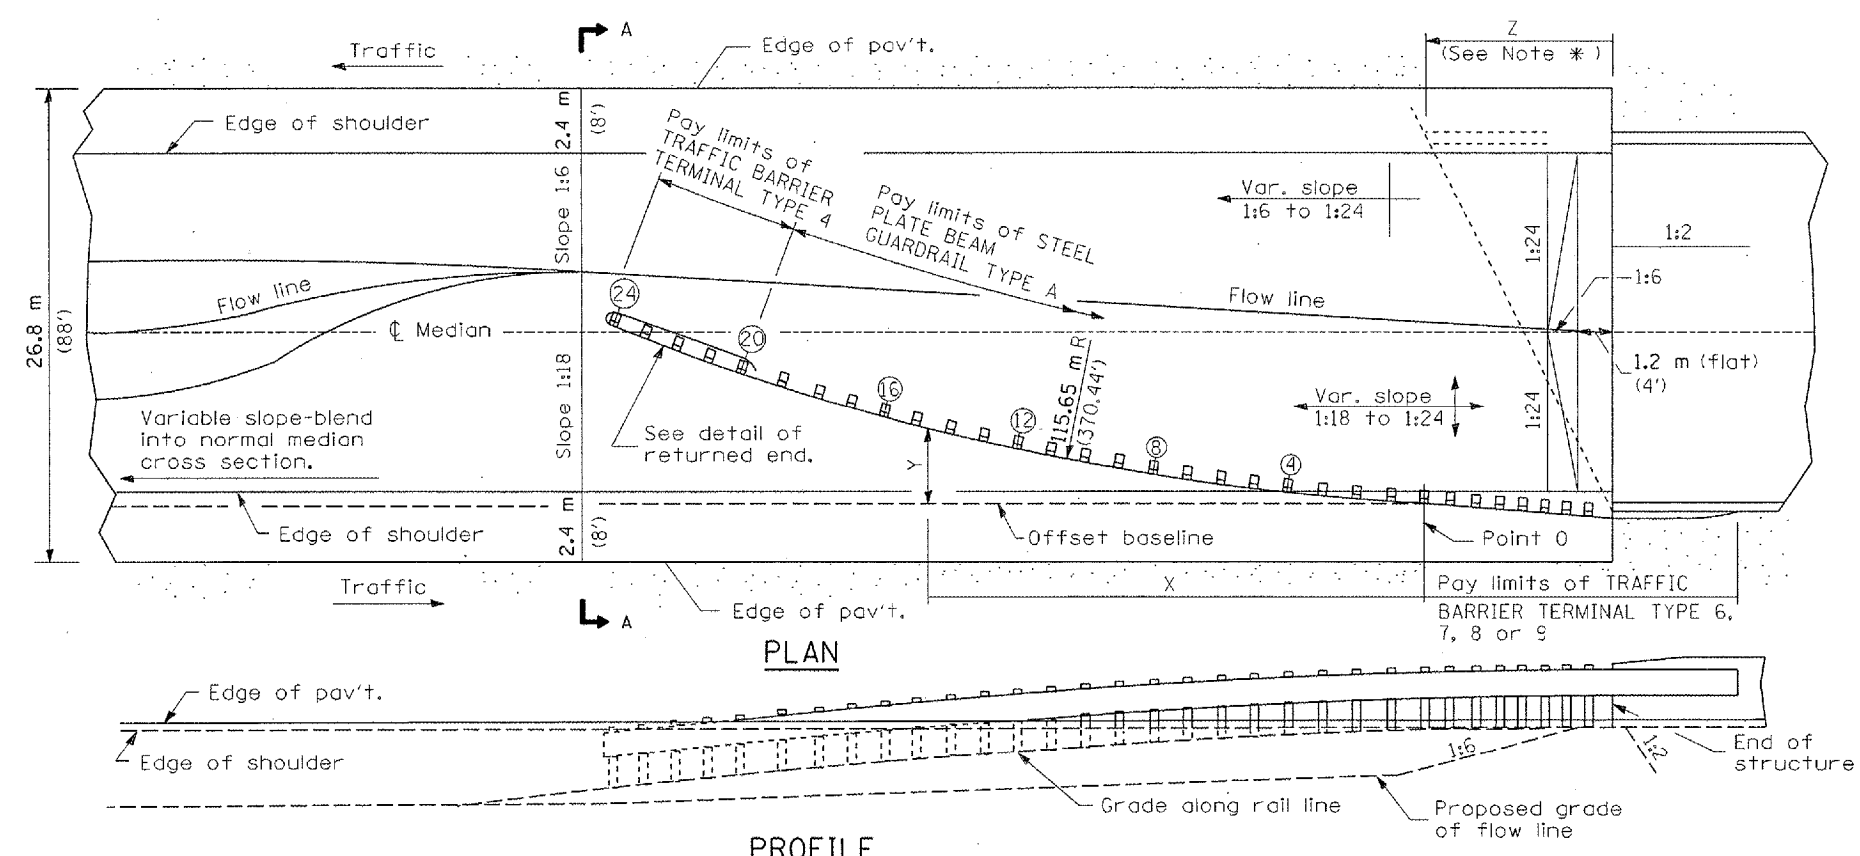 A
Traffic
Edge of pav't.
Z
(See Note * )
Edge of shoulder
2.4 m
(8')
Pay limits of
TRAFFIC BARRIER
TERMINAL TYPE 4
Pay limits of STEEL
PLATE BEAM
GUARDRAIL TYPE A
Var. slope
1:6 to 1:24
1:24
1:2
Slope 1:6
1:6
Flow line
Flow line
24
26.8 m
(88')
℄ Median
20
1.2 m (flat)
(4')
115.65 m R
(370.44')
16
Slope 1:18
Var. slope
1:18 to 1:24
1:24
Variable slope-blend
into normal median
cross section.
See detail of
returned end.
12
8
4
Y
2.4 m
(8')
Edge of shoulder
Offset baseline
Point 0
Traffic
X
Pay limits of TRAFFIC
BARRIER TERMINAL TYPE 6,
7, 8 or 9
A
Edge of pav't.
PLAN
Edge of pav't.
Edge of shoulder
1:6
1:2
End of
structure
Grade along rail line
Proposed grade
of flow line
PROFILE